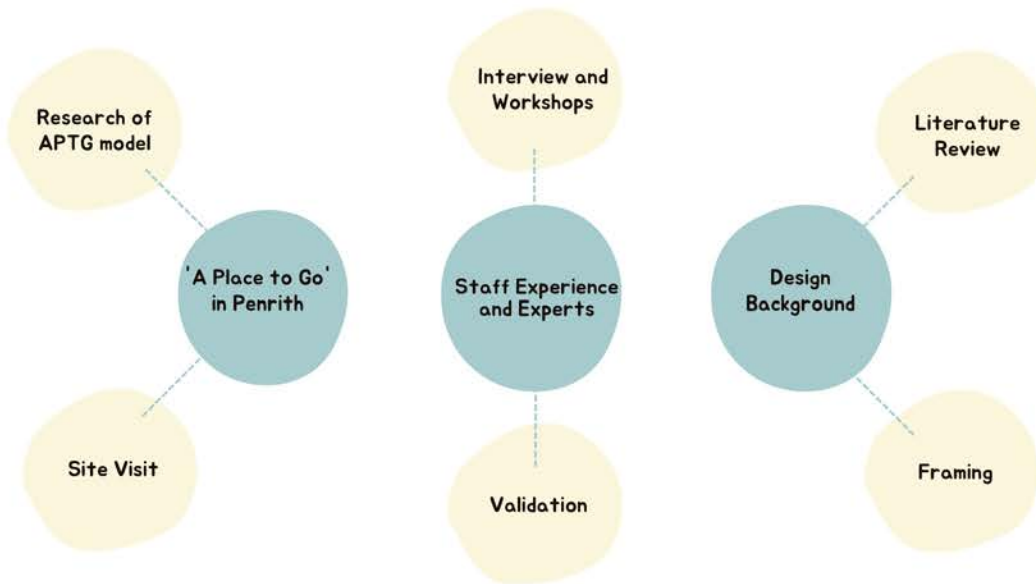 Research of
APTG model
'A Place to Go'
in Penrith
Site Visit
Interview and
Workshops
Staff Experience
and Experts
Validation
Literature
Review
Design
Background
Framing